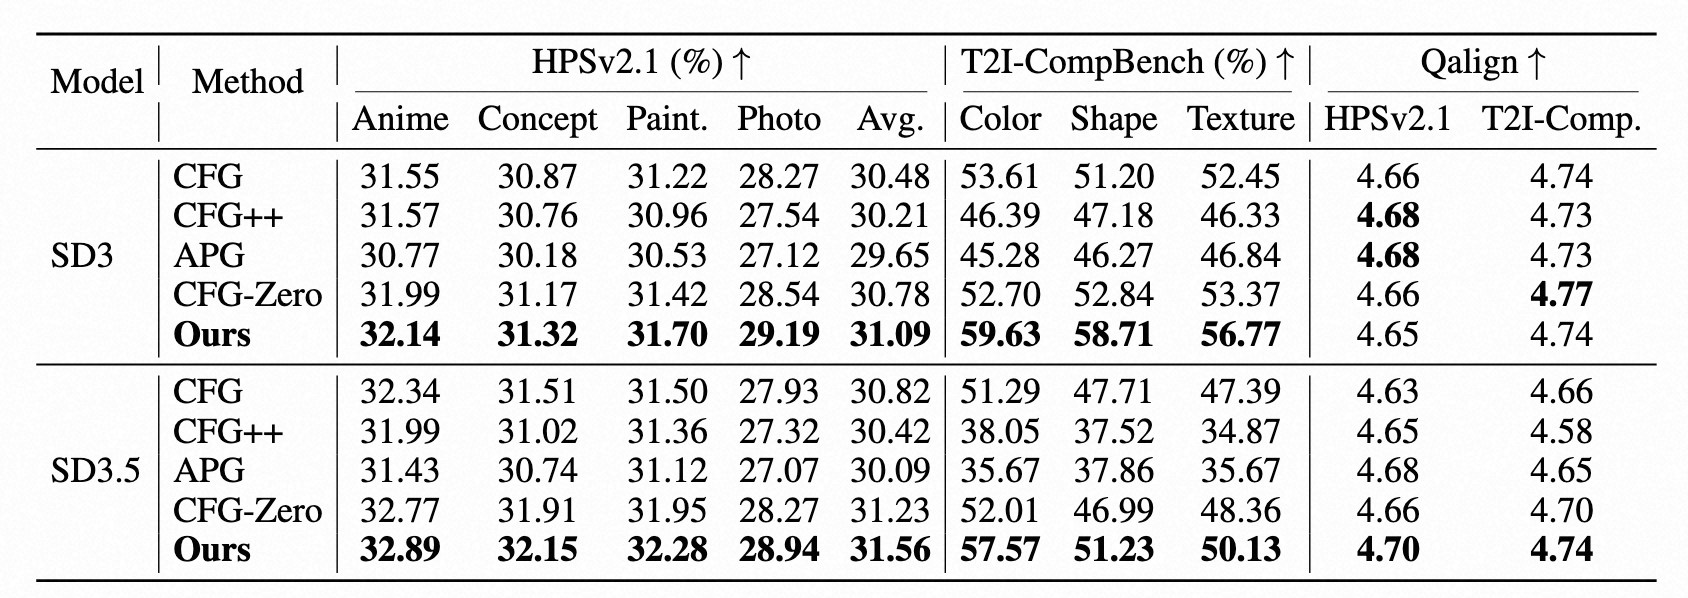 Model Method HPSv2.1 (%) ↑ T2I-CompBench (%) ↑ Qalign ↑
Anime Concept Paint. Photo Avg. Color Shape Texture HPSv2.1 T2I-Comp.
CFG 31.55 30.87 31.22 28.27 30.48 53.61 51.20 52.45 4.66 4.74
CFG++ 31.57 30.76 30.96 27.54 30.21 46.39 47.18 46.33 4.68 4.73
SD3 APG 30.77 30.18 30.53 27.12 29.65 45.28 46.27 46.84 4.68 4.73
CFG-Zero 31.99 31.17 31.42 28.54 30.78 52.70 52.84 53.37 4.66 4.77
Ours 32.14 31.32 31.70 29.19 31.09 59.63 58.71 56.77 4.65 4.74
CFG 32.34 31.51 31.50 27.93 30.82 51.29 47.71 47.39 4.63 4.66
CFG++ 31.99 31.02 31.36 27.32 30.42 38.05 37.52 34.87 4.65 4.58
SD3.5 APG 31.43 30.74 31.12 27.07 30.09 35.67 37.86 35.67 4.68 4.65
CFG-Zero 32.77 31.91 31.95 28.27 31.23 52.01 46.99 48.36 4.66 4.70
Ours 32.89 32.15 32.28 28.94 31.56 57.57 51.23 50.13 4.70 4.74